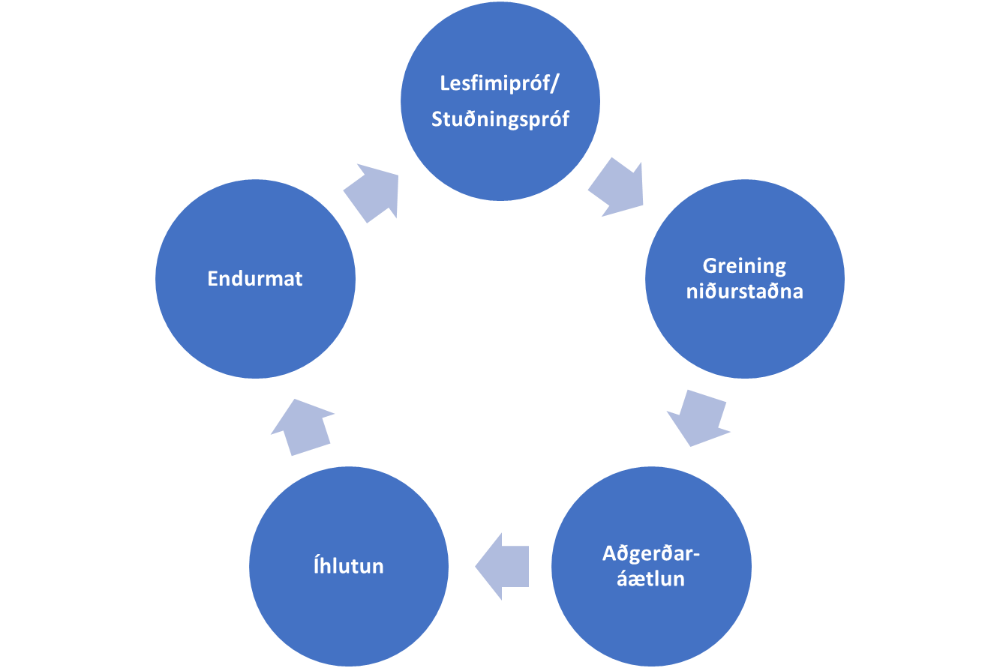 Lesfimipróf/
Stuðningspróf
Greining
niðurstaðna
Aðgerðar-
áætlun
Íhlutun
Endurmat